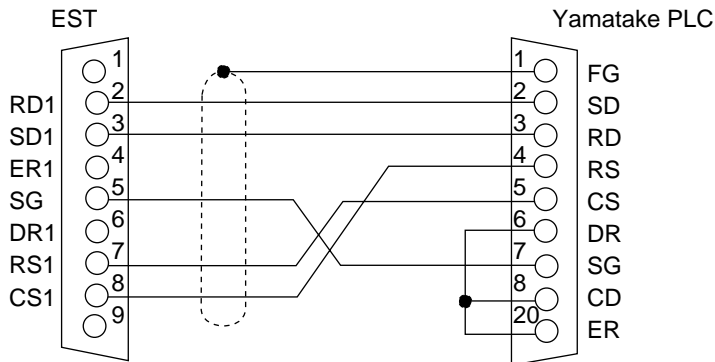 EST
Yamatake PLC
1
1
FG
RD1
2
2
SD
SD1
3
3
RD
ER1
4
4
RS
SG
5
5
CS
DR1
6
6
DR
RS1
7
7
SG
CS1
8
8
CD
9
20
ER